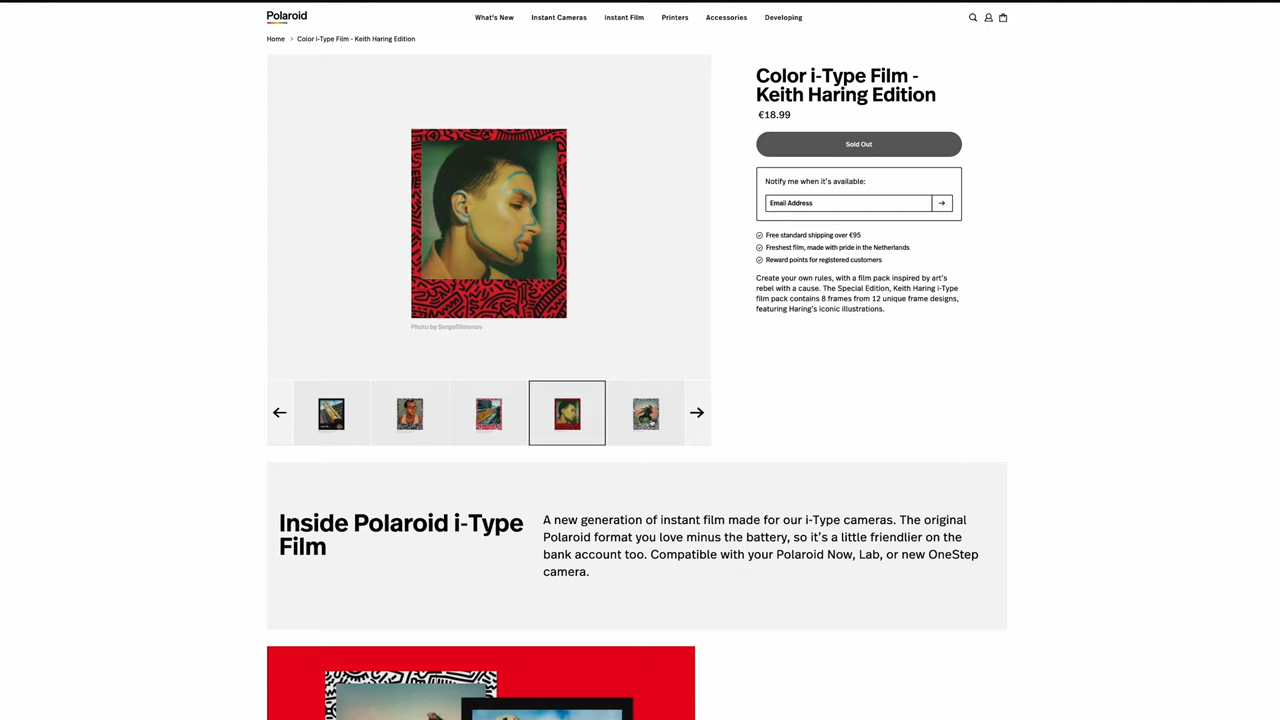 Polaroid
What's New Instant Cameras Instant Film Printers Accessories Developing
Home Color i-Type Film - Keith Haring Edition
Photo by Sergefilimonov
Color i-Type Film -
Keith Haring Edition
€18.99
Sold Out
Notify me when it's available:
Email Address
Free standard shipping over €95
Freshest film, made with pride in the Netherlands
Reward points for registered customers
Create your own rules, with a film pack inspired by art's
rebel with a cause. The Special Edition, Keith Haring i-Type
film pack contains 8 frames from 12 unique frame designs,
featuring Haring's iconic illustrations.
Inside Polaroid i-Type
Film
A new generation of instant film made for our i-Type cameras. The original
Polaroid format you love minus the battery, so it's a little friendlier on the
bank account too. Compatible with your Polaroid Now, Lab, or new OneStep
camera.